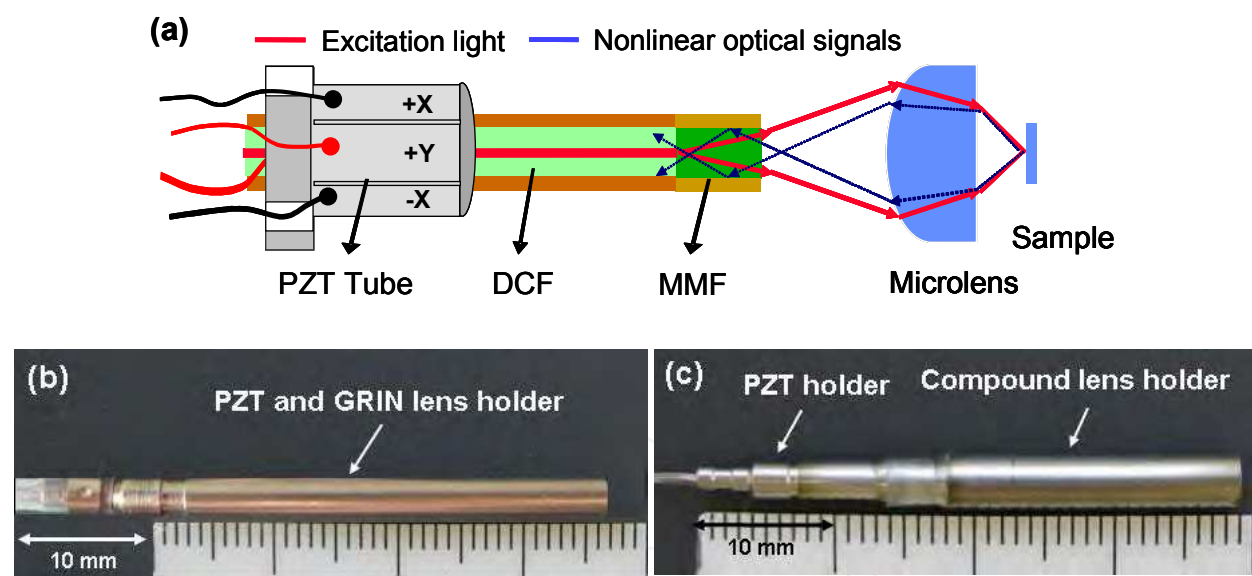 (a)
Excitation light
Nonlinear optical signals
+X
+Y
-X
PZT Tube
DCF
MMF
Microlens
Sample
(b)
PZT and GRIN lens holder
10 mm
(c)
PZT holder
Compound lens holder
10 mm